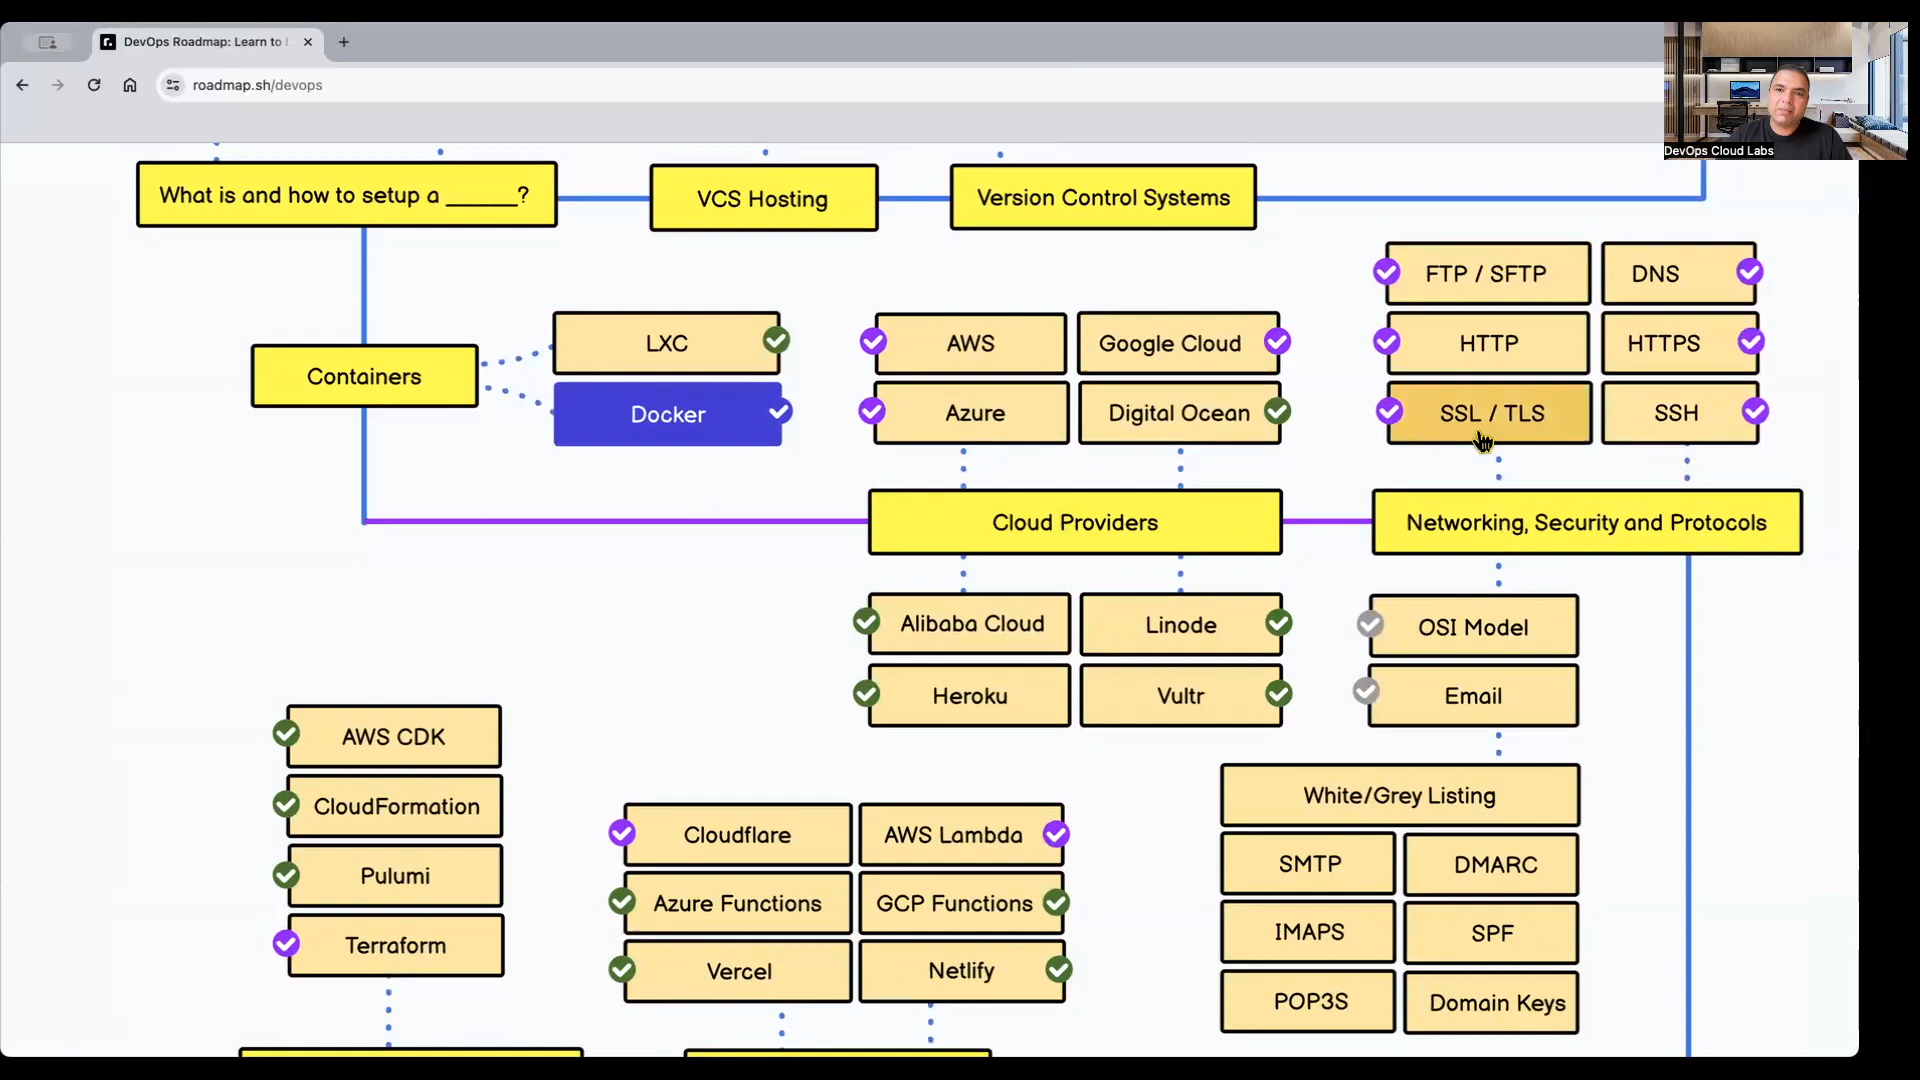 DevOps Roadmap: Learn to
roadmap.sh/devops
DevOps Cloud Labs
What is and how to setup a ______?
VCS Hosting
Version Control Systems
FTP / SFTP
DNS
LXC
AWS
Google Cloud
HTTP
HTTPS
Containers
Docker
Azure
Digital Ocean
SSL / TLS
SSH
Cloud Providers
Networking, Security and Protocols
Alibaba Cloud
Linode
OSI Model
Heroku
Vultr
Email
AWS CDK
CloudFormation
Pulumi
Terraform
Cloudflare
AWS Lambda
Azure Functions
GCP Functions
Vercel
Netlify
White/Grey Listing
SMTP
DMARC
IMAPS
SPF
POP3S
Domain Keys